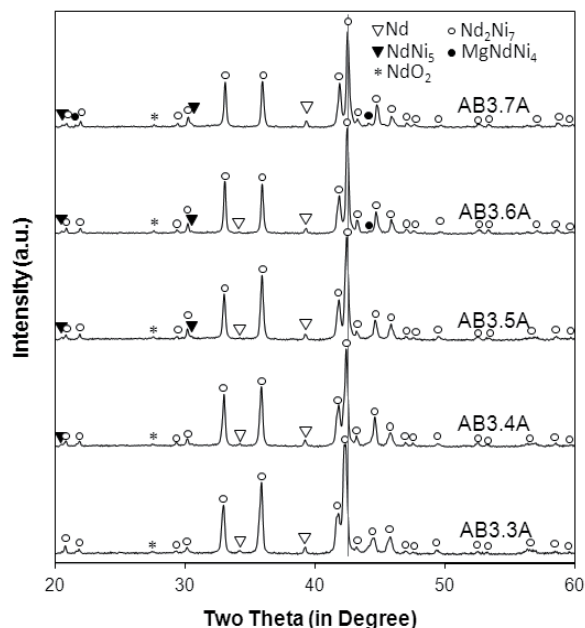 ▽Nd ○ Nd₂Ni₇
▼NdNi₅ ● MgNdNi₄
* NdO₂
AB3.7A
AB3.6A
AB3.5A
AB3.4A
AB3.3A
Intensity (a.u.)
20 30 40 50 60
Two Theta (in Degree)